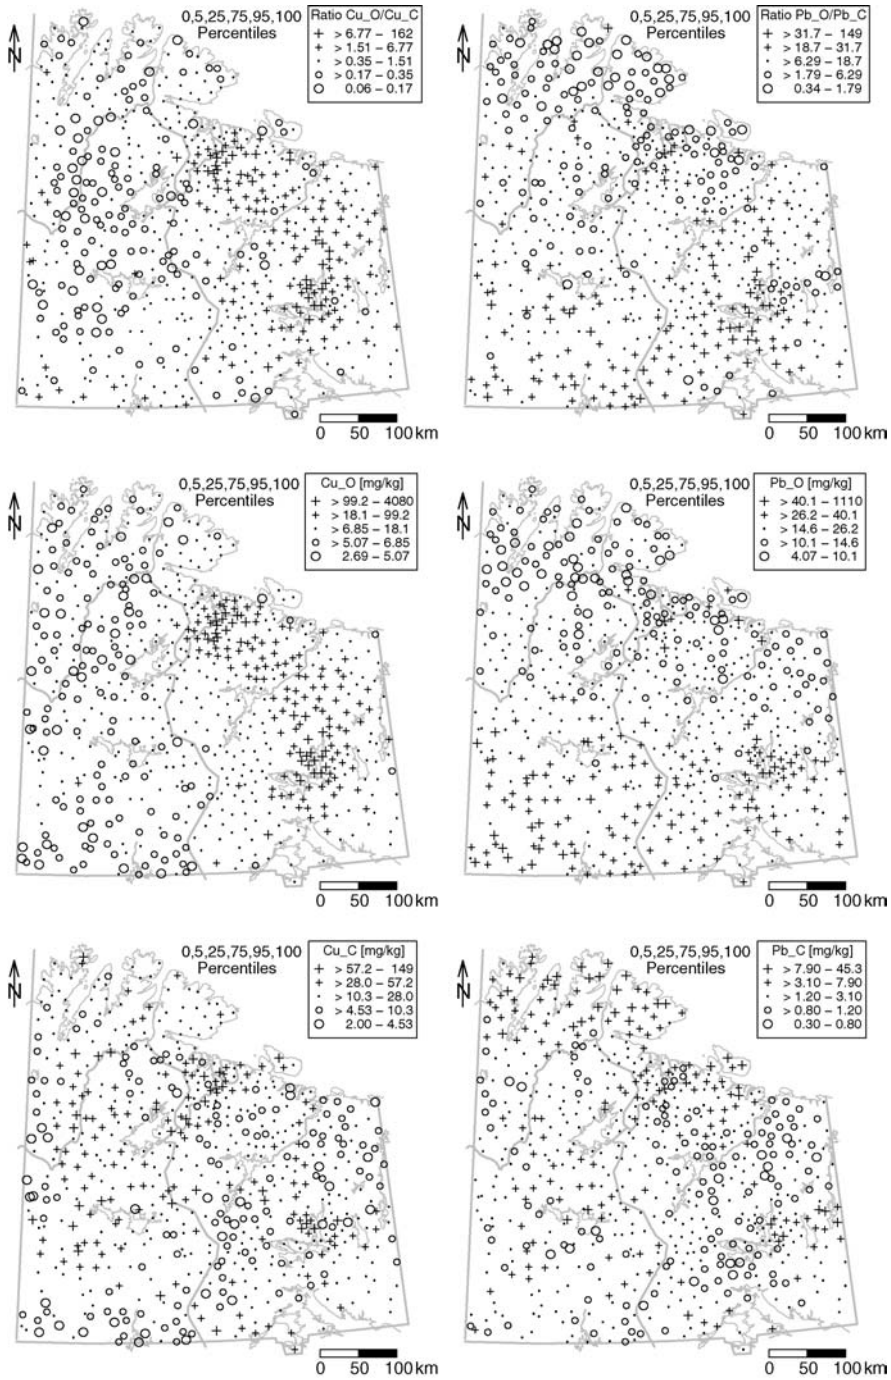 0,5,25,75,95,100
Percentiles
Ratio Cu_O/Cu_C
+ > 6.77 – 162
+ > 1.51 – 6.77
· > 0.35 – 1.51
o > 0.17 – 0.35
O 0.06 – 0.17
N
0 50 100 km
0,5,25,75,95,100
Percentiles
Ratio Pb_O/Pb_C
+ > 31.7 – 149
+ > 18.7 – 31.7
· > 6.29 – 18.7
o > 1.79 – 6.29
O 0.34 – 1.79
N
0 50 100 km
0,5,25,75,95,100
Percentiles
Cu_O [mg/kg]
+ > 99.2 – 4080
+ > 18.1 – 99.2
· > 6.85 – 18.1
o > 5.07 – 6.85
O 2.69 – 5.07
N
0 50 100 km
0,5,25,75,95,100
Percentiles
Pb_O [mg/kg]
+ > 40.1 – 1110
+ > 26.2 – 40.1
· > 14.6 – 26.2
o > 10.1 – 14.6
O 4.07 – 10.1
N
0 50 100 km
0,5,25,75,95,100
Percentiles
Cu_C [mg/kg]
+ > 57.2 – 149
+ > 28.0 – 57.2
· > 10.3 – 28.0
o > 4.53 – 10.3
O 2.00 – 4.53
N
0 50 100 km
0,5,25,75,95,100
Percentiles
Pb_C [mg/kg]
+ > 7.90 – 45.3
+ > 3.10 – 7.90
· > 1.20 – 3.10
o > 0.80 – 1.20
O 0.30 – 0.80
N
0 50 100 km